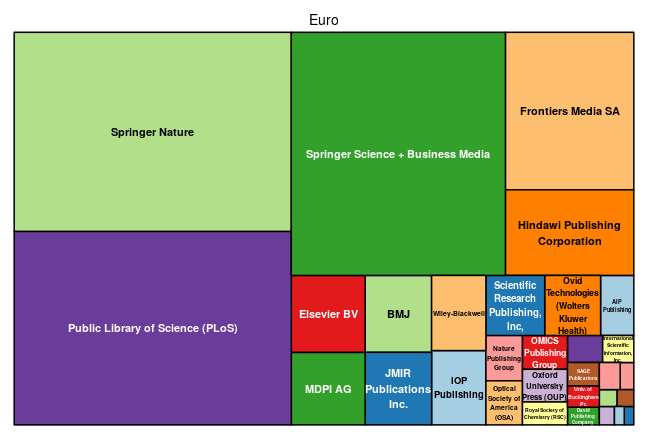 Euro
Springer Nature
Springer Science + Business Media
Frontiers Media SA
Hindawi Publishing
Corporation
Public Library of Science (PLoS)
Elsevier BV
BMJ
Wiley-Blackwell
Scientific
Research
Publishing,
Inc,
Ovid
Technologies
(Wolters
Kluwer
Health)
AIP
Publishing
MDPI AG
JMIR
Publications
Inc.
IOP
Publishing
Nature
Publishing
Group
OMICS
Publishing
Group
International
Scientific
Information,
Inc.
Optical
Society of
America
(OSA)
Oxford
University
Press (OUP)
SAGE
Publications
Royal Society of
Chemistry (RSC)
Univ. of
Buckingham
Pr.
David
Publishing
Company